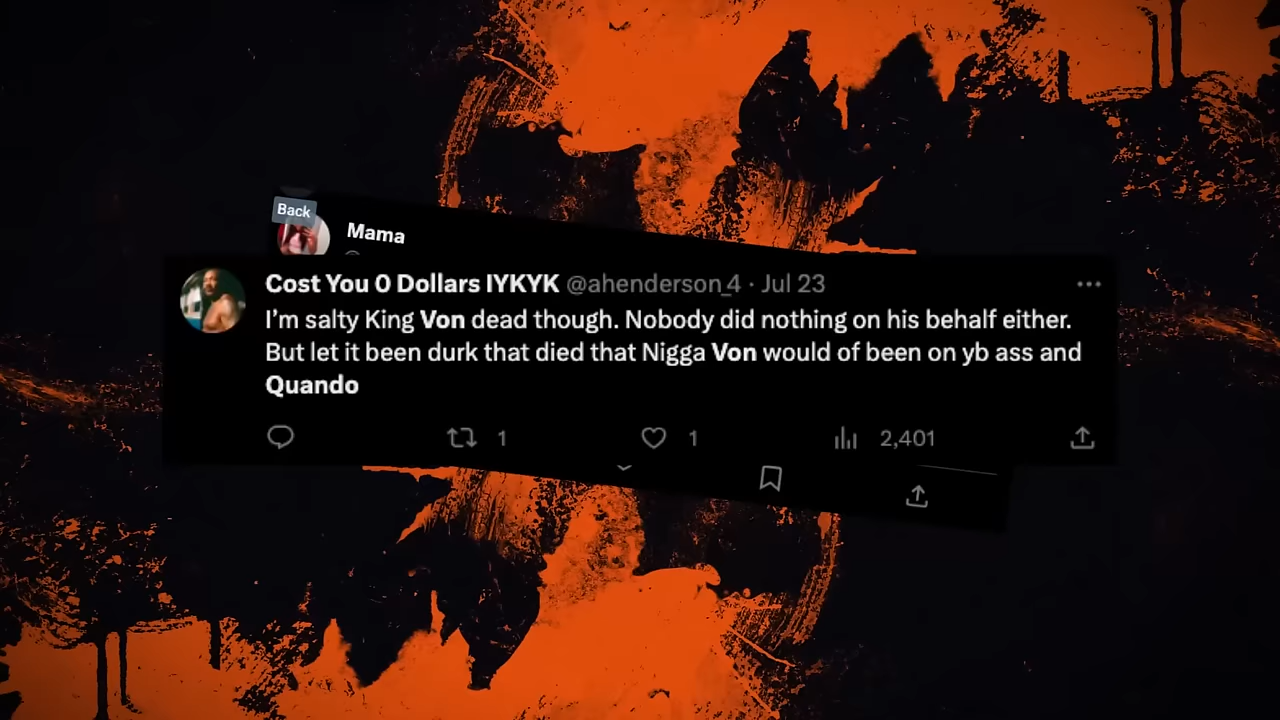 Back
Mama
Cost You 0 Dollars IYKYK @ahenderson_4 · Jul 23
I'm salty King Von dead though. Nobody did nothing on his behalf either.
But let it been durk that died that Nigga Von would of been on yb ass and
Quando
1 1 2,401